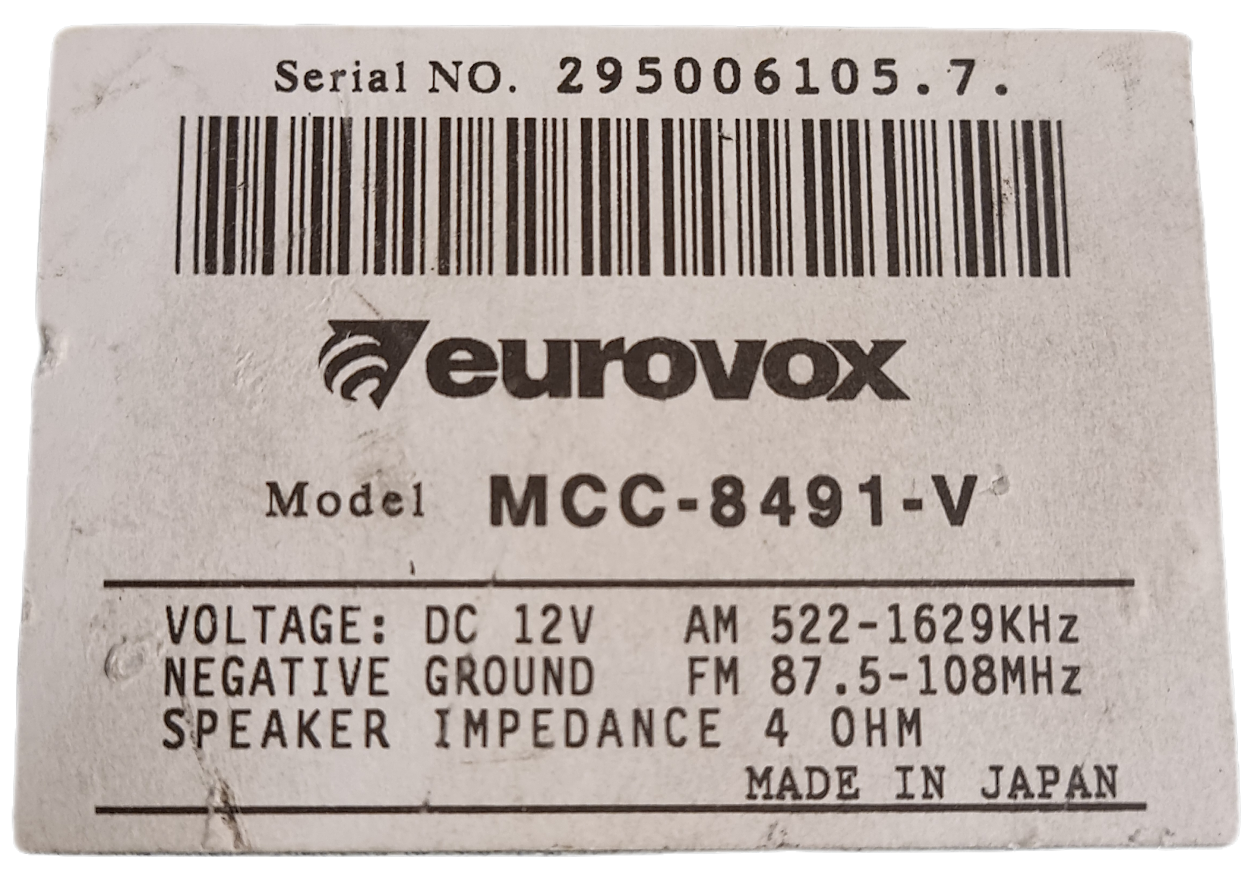 Serial NO. 295006105.7.
eurovox
Model MCC-8491-V
VOLTAGE: DC 12V AM 522-1629KHz
NEGATIVE GROUND FM 87.5-108MHz
SPEAKER IMPEDANCE 4 OHM
MADE IN JAPAN